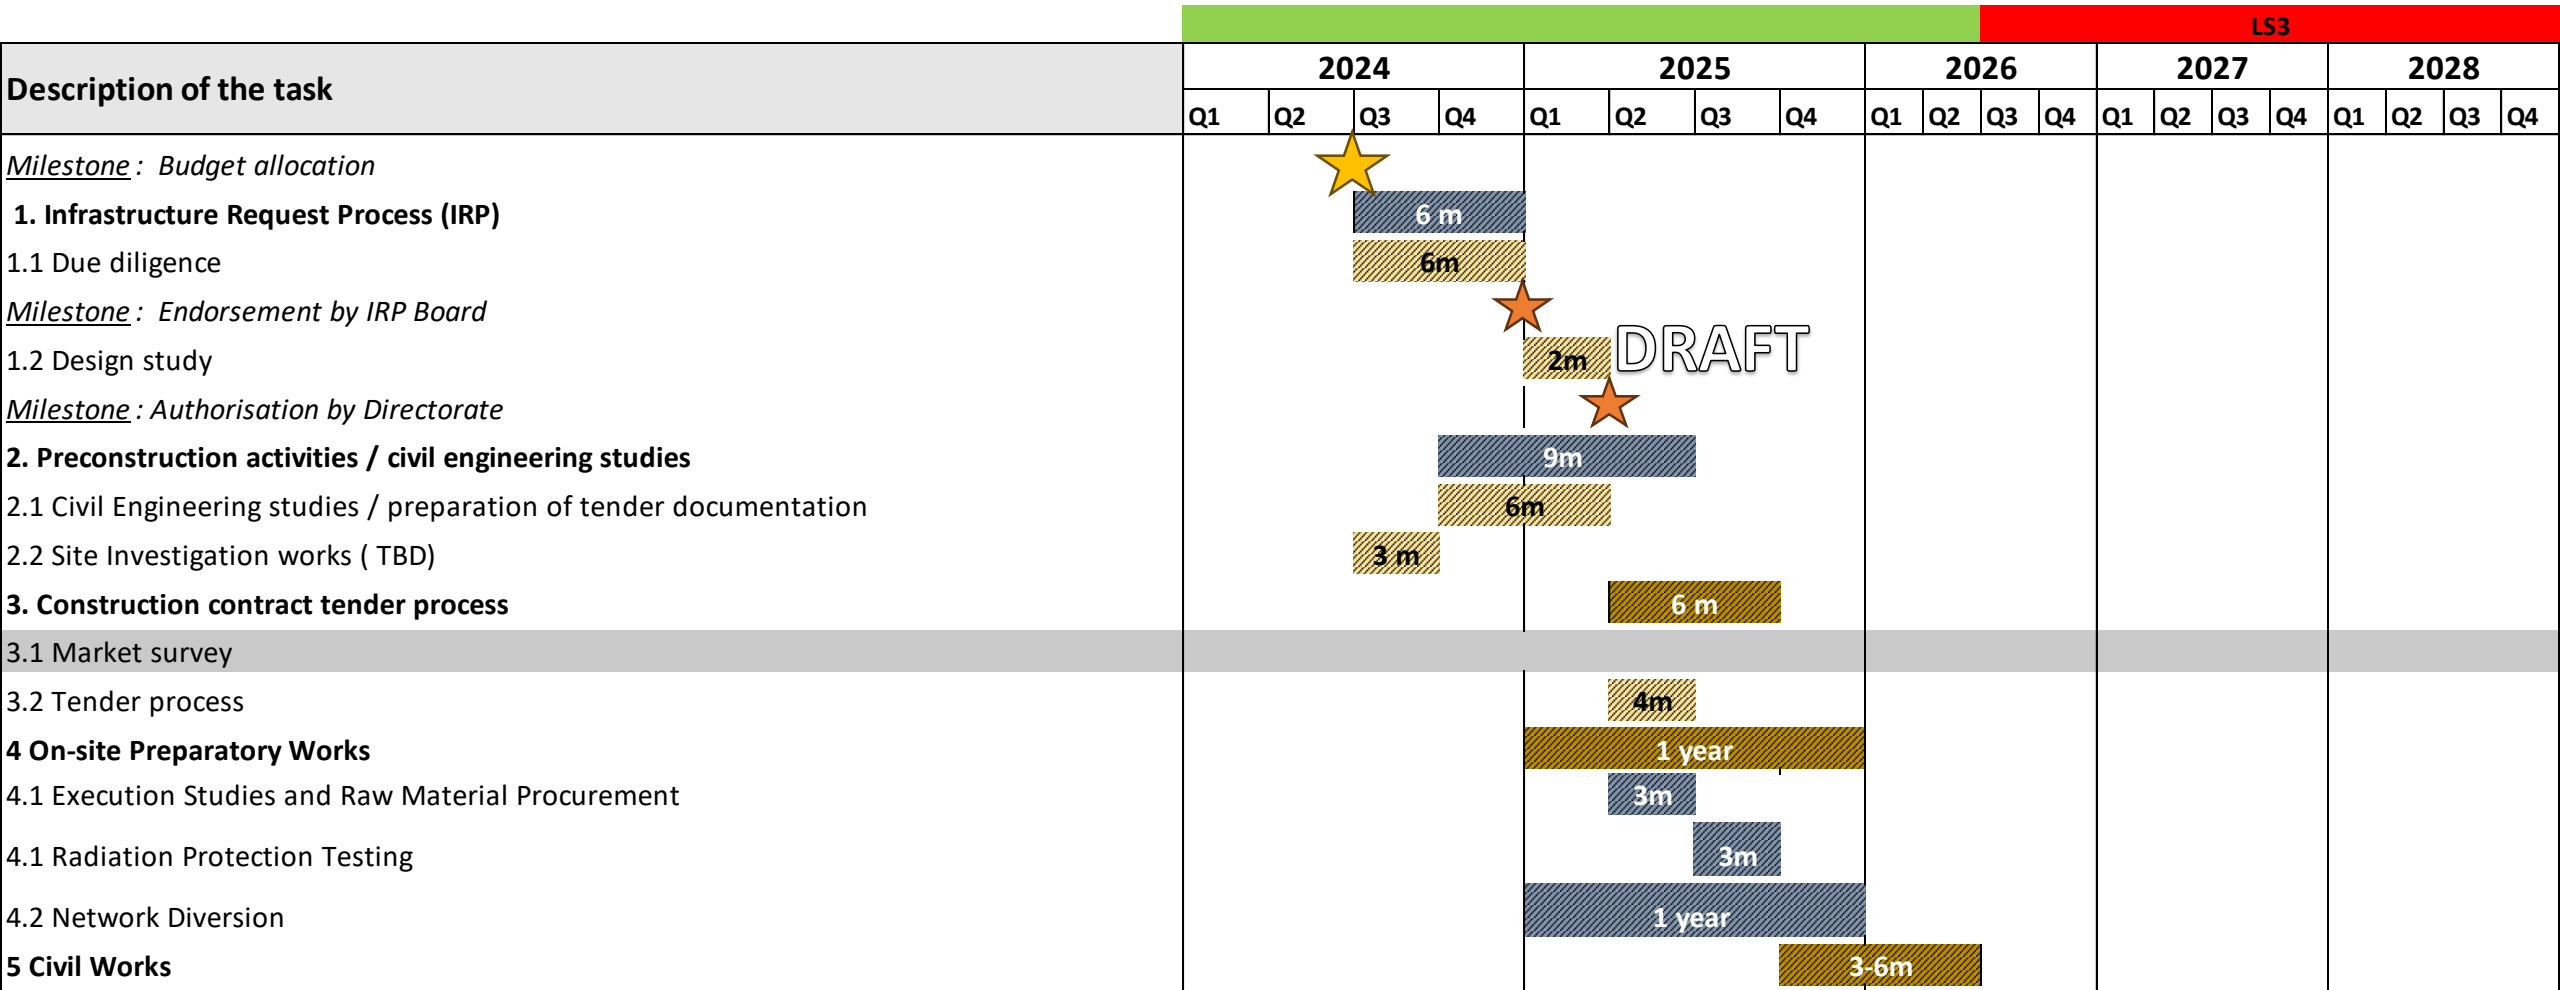 LS3
Description of the task
2024 2025 2026 2027 2028
Q1 Q2 Q3 Q4 Q1 Q2 Q3 Q4 Q1 Q2 Q3 Q4 Q1 Q2 Q3 Q4 Q1 Q2 Q3 Q4
Milestone : Budget allocation
1. Infrastructure Request Process (IRP) 6 m
1.1 Due diligence 6m
Milestone : Endorsement by IRP Board
1.2 Design study 2m DRAFT
Milestone : Authorisation by Directorate
2. Preconstruction activities / civil engineering studies 9m
2.1 Civil Engineering studies / preparation of tender documentation 6m
2.2 Site Investigation works ( TBD) 3 m
3. Construction contract tender process 6 m
3.1 Market survey
3.2 Tender process 4m
4 On-site Preparatory Works 1 year
4.1 Execution Studies and Raw Material Procurement 3m
4.1 Radiation Protection Testing 3m
4.2 Network Diversion 1 year
5 Civil Works 3-6m